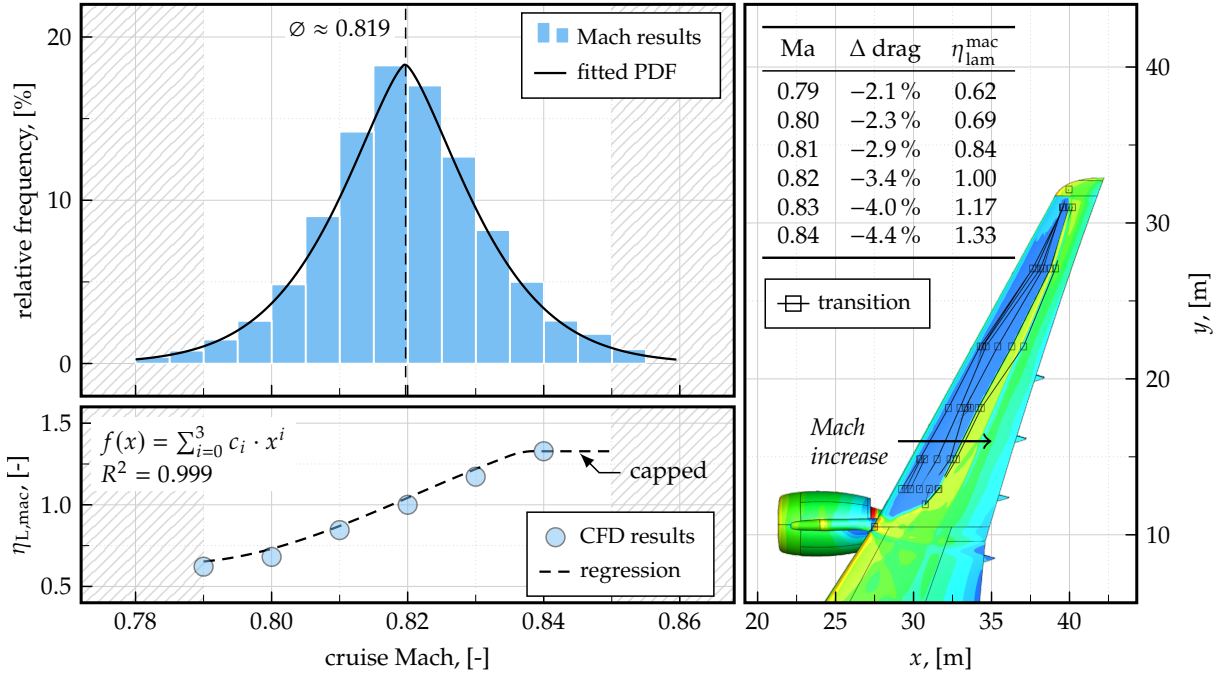 ∅ ≈ 0.819
Mach results
fitted PDF
20
10
0
relative frequency, [%]
f(x) = ∑³ᵢ₌₀ cᵢ · xⁱ
R² = 0.999
capped
CFD results
regression
1.5
1.0
0.5
η_L,mac, [-]
0.78 0.80 0.82 0.84 0.86
cruise Mach, [-]
Ma Δ drag η_lam^mac
0.79 −2.1 % 0.62
0.80 −2.3 % 0.69
0.81 −2.9 % 0.84
0.82 −3.4 % 1.00
0.83 −4.0 % 1.17
0.84 −4.4 % 1.33
transition
Mach
increase
40
30
20
10
y, [m]
20 25 30 35 40
x, [m]